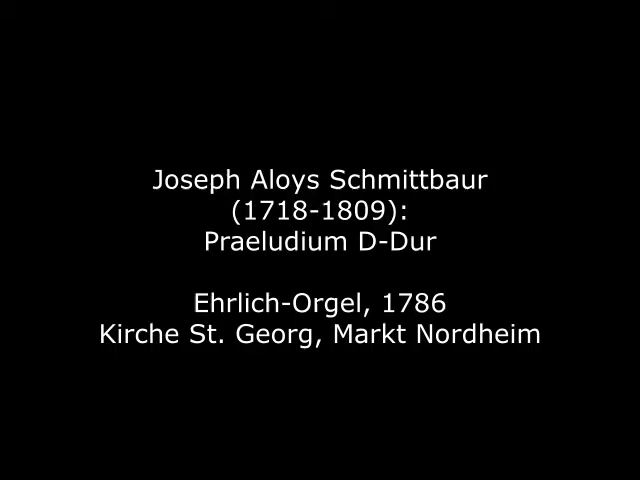 Joseph Aloys Schmittbaur
(1718-1809):
Praeludium D-Dur
Ehrlich-Orgel, 1786
Kirche St. Georg, Markt Nordheim